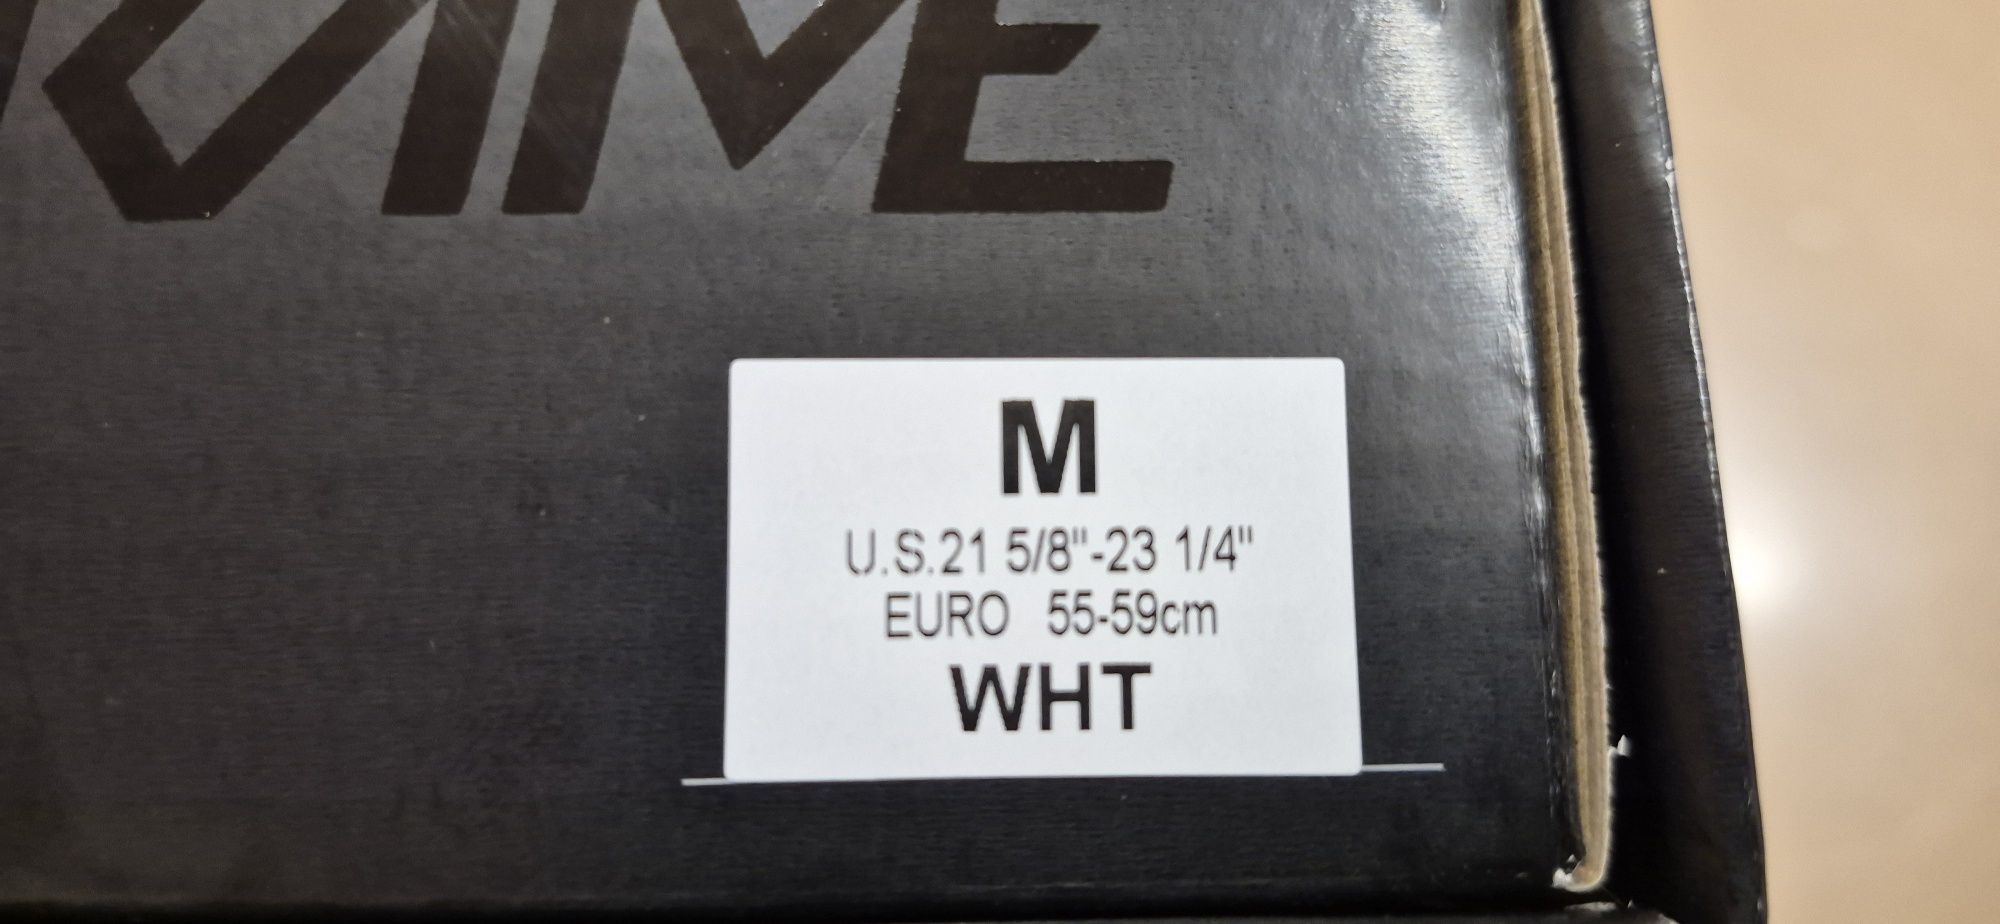 M
U.S.21 5/8"-23 1/4"
EURO 55-59cm
WHT